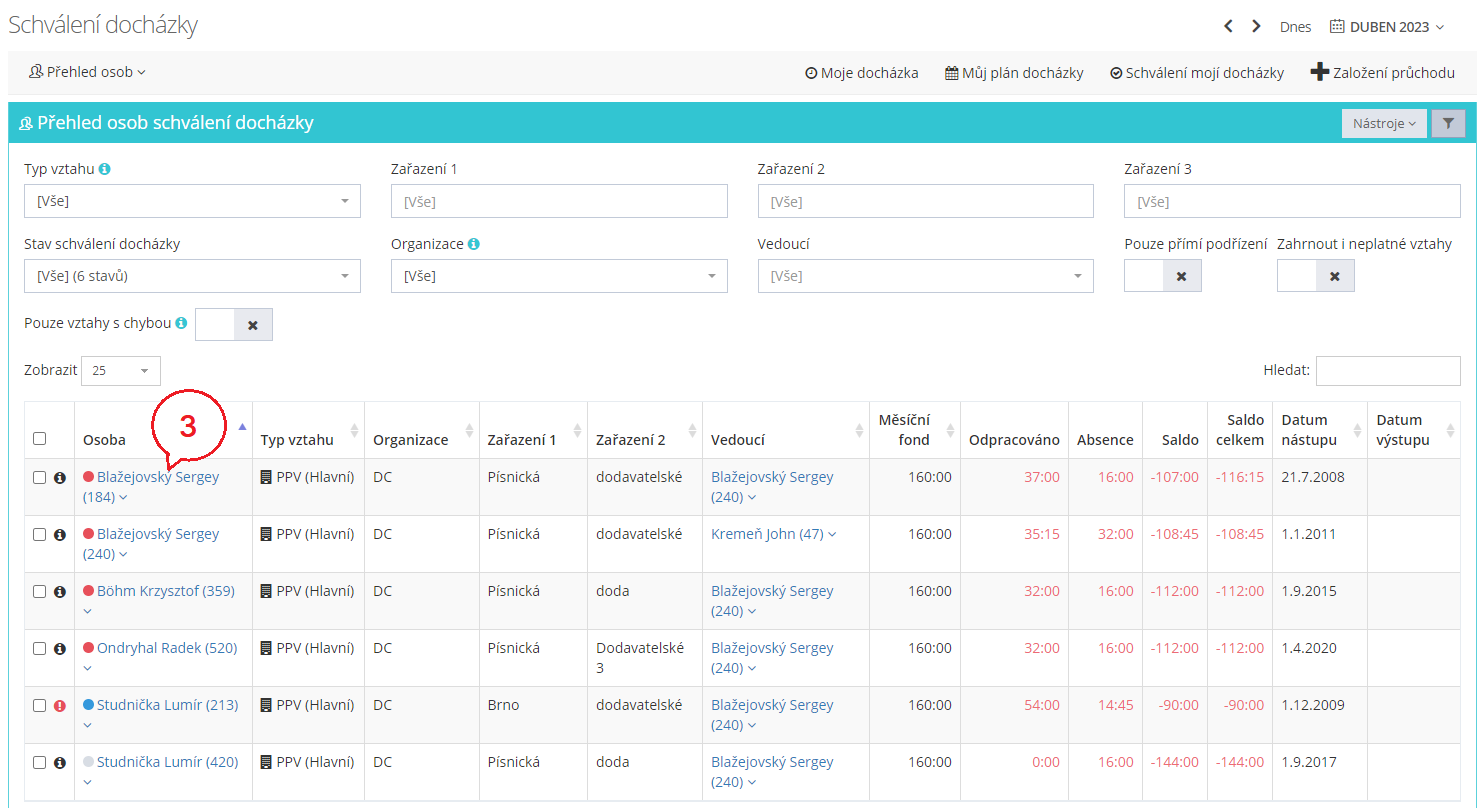 Schválení docházky
Dnes DUBEN 2023
Přehled osob Moje docházka Můj plán docházky Schválení mojí docházky Založení průchodu
Přehled osob schválení docházky Nástroje
Typ vztahu Zařazení 1 Zařazení 2 Zařazení 3
[Vše] [Vše] [Vše] [Vše]
Stav schválení docházky Organizace Vedoucí Pouze přímí podřízení Zahrnout i neplatné vztahy
[Vše] (6 stavů) [Vše] [Vše]
Pouze vztahy s chybou
Zobrazit 25 Hledat:
3
Měsíční Saldo Datum Datum
Osoba Typ vztahu Organizace Zařazení 1 Zařazení 2 Vedoucí fond Odpracováno Absence Saldo celkem nástupu výstupu
Blažejovský Sergey PPV (Hlavní) DC Písnická dodavatelské Blažejovský Sergey 160:00 37:00 16:00 -107:00 -116:15 21.7.2008
(184) (240)
Blažejovský Sergey PPV (Hlavní) DC Písnická dodavatelské Kremeň John (47) 160:00 35:15 32:00 -108:45 -108:45 1.1.2011
(240)
Böhm Krzysztof (359) PPV (Hlavní) DC Písnická doda Blažejovský Sergey 160:00 32:00 16:00 -112:00 -112:00 1.9.2015
(240)
Ondryhal Radek (520) PPV (Hlavní) DC Písnická Dodavatelské Blažejovský Sergey 160:00 32:00 16:00 -112:00 -112:00 1.4.2020
3 (240)
Studnička Lumír (213) PPV (Hlavní) DC Brno dodavatelské Blažejovský Sergey 160:00 54:00 14:45 -90:00 -90:00 1.12.2009
(240)
Studnička Lumír (420) PPV (Hlavní) DC Písnická doda Blažejovský Sergey 160:00 0:00 16:00 -144:00 -144:00 1.9.2017
(240)